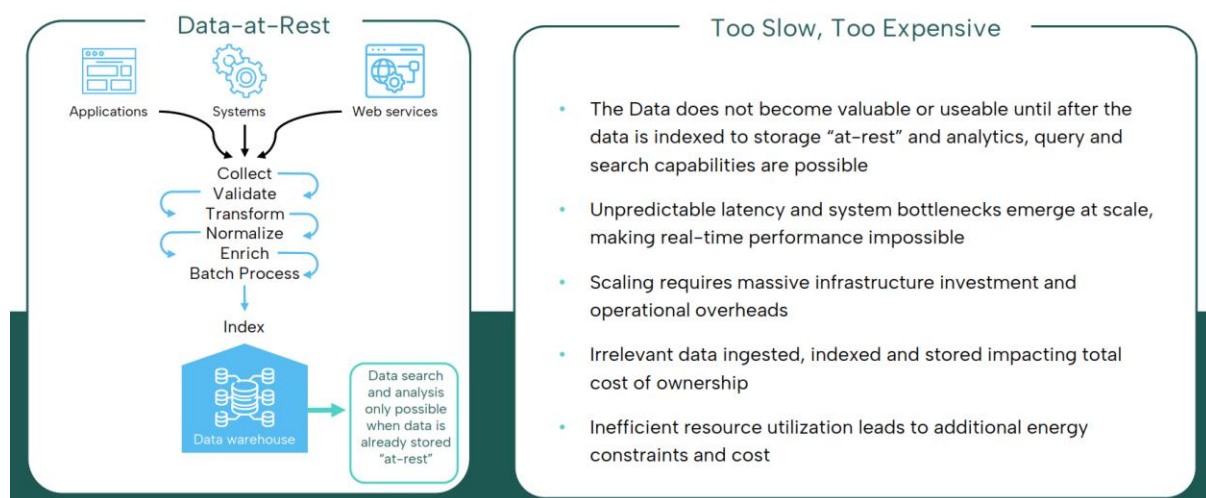 Data-at-Rest
Applications
Systems
Web services
Collect
Validate
Transform
Normalize
Enrich
Batch Process
Index
Data warehouse
Data search
and analysis
only possible
when data is
already stored
“at-rest”
Too Slow, Too Expensive
• The Data does not become valuable or useable until after the
data is indexed to storage “at-rest” and analytics, query and
search capabilities are possible
• Unpredictable latency and system bottlenecks emerge at scale,
making real-time performance impossible
• Scaling requires massive infrastructure investment and
operational overheads
• Irrelevant data ingested, indexed and stored impacting total
cost of ownership
• Inefficient resource utilization leads to additional energy
constraints and cost